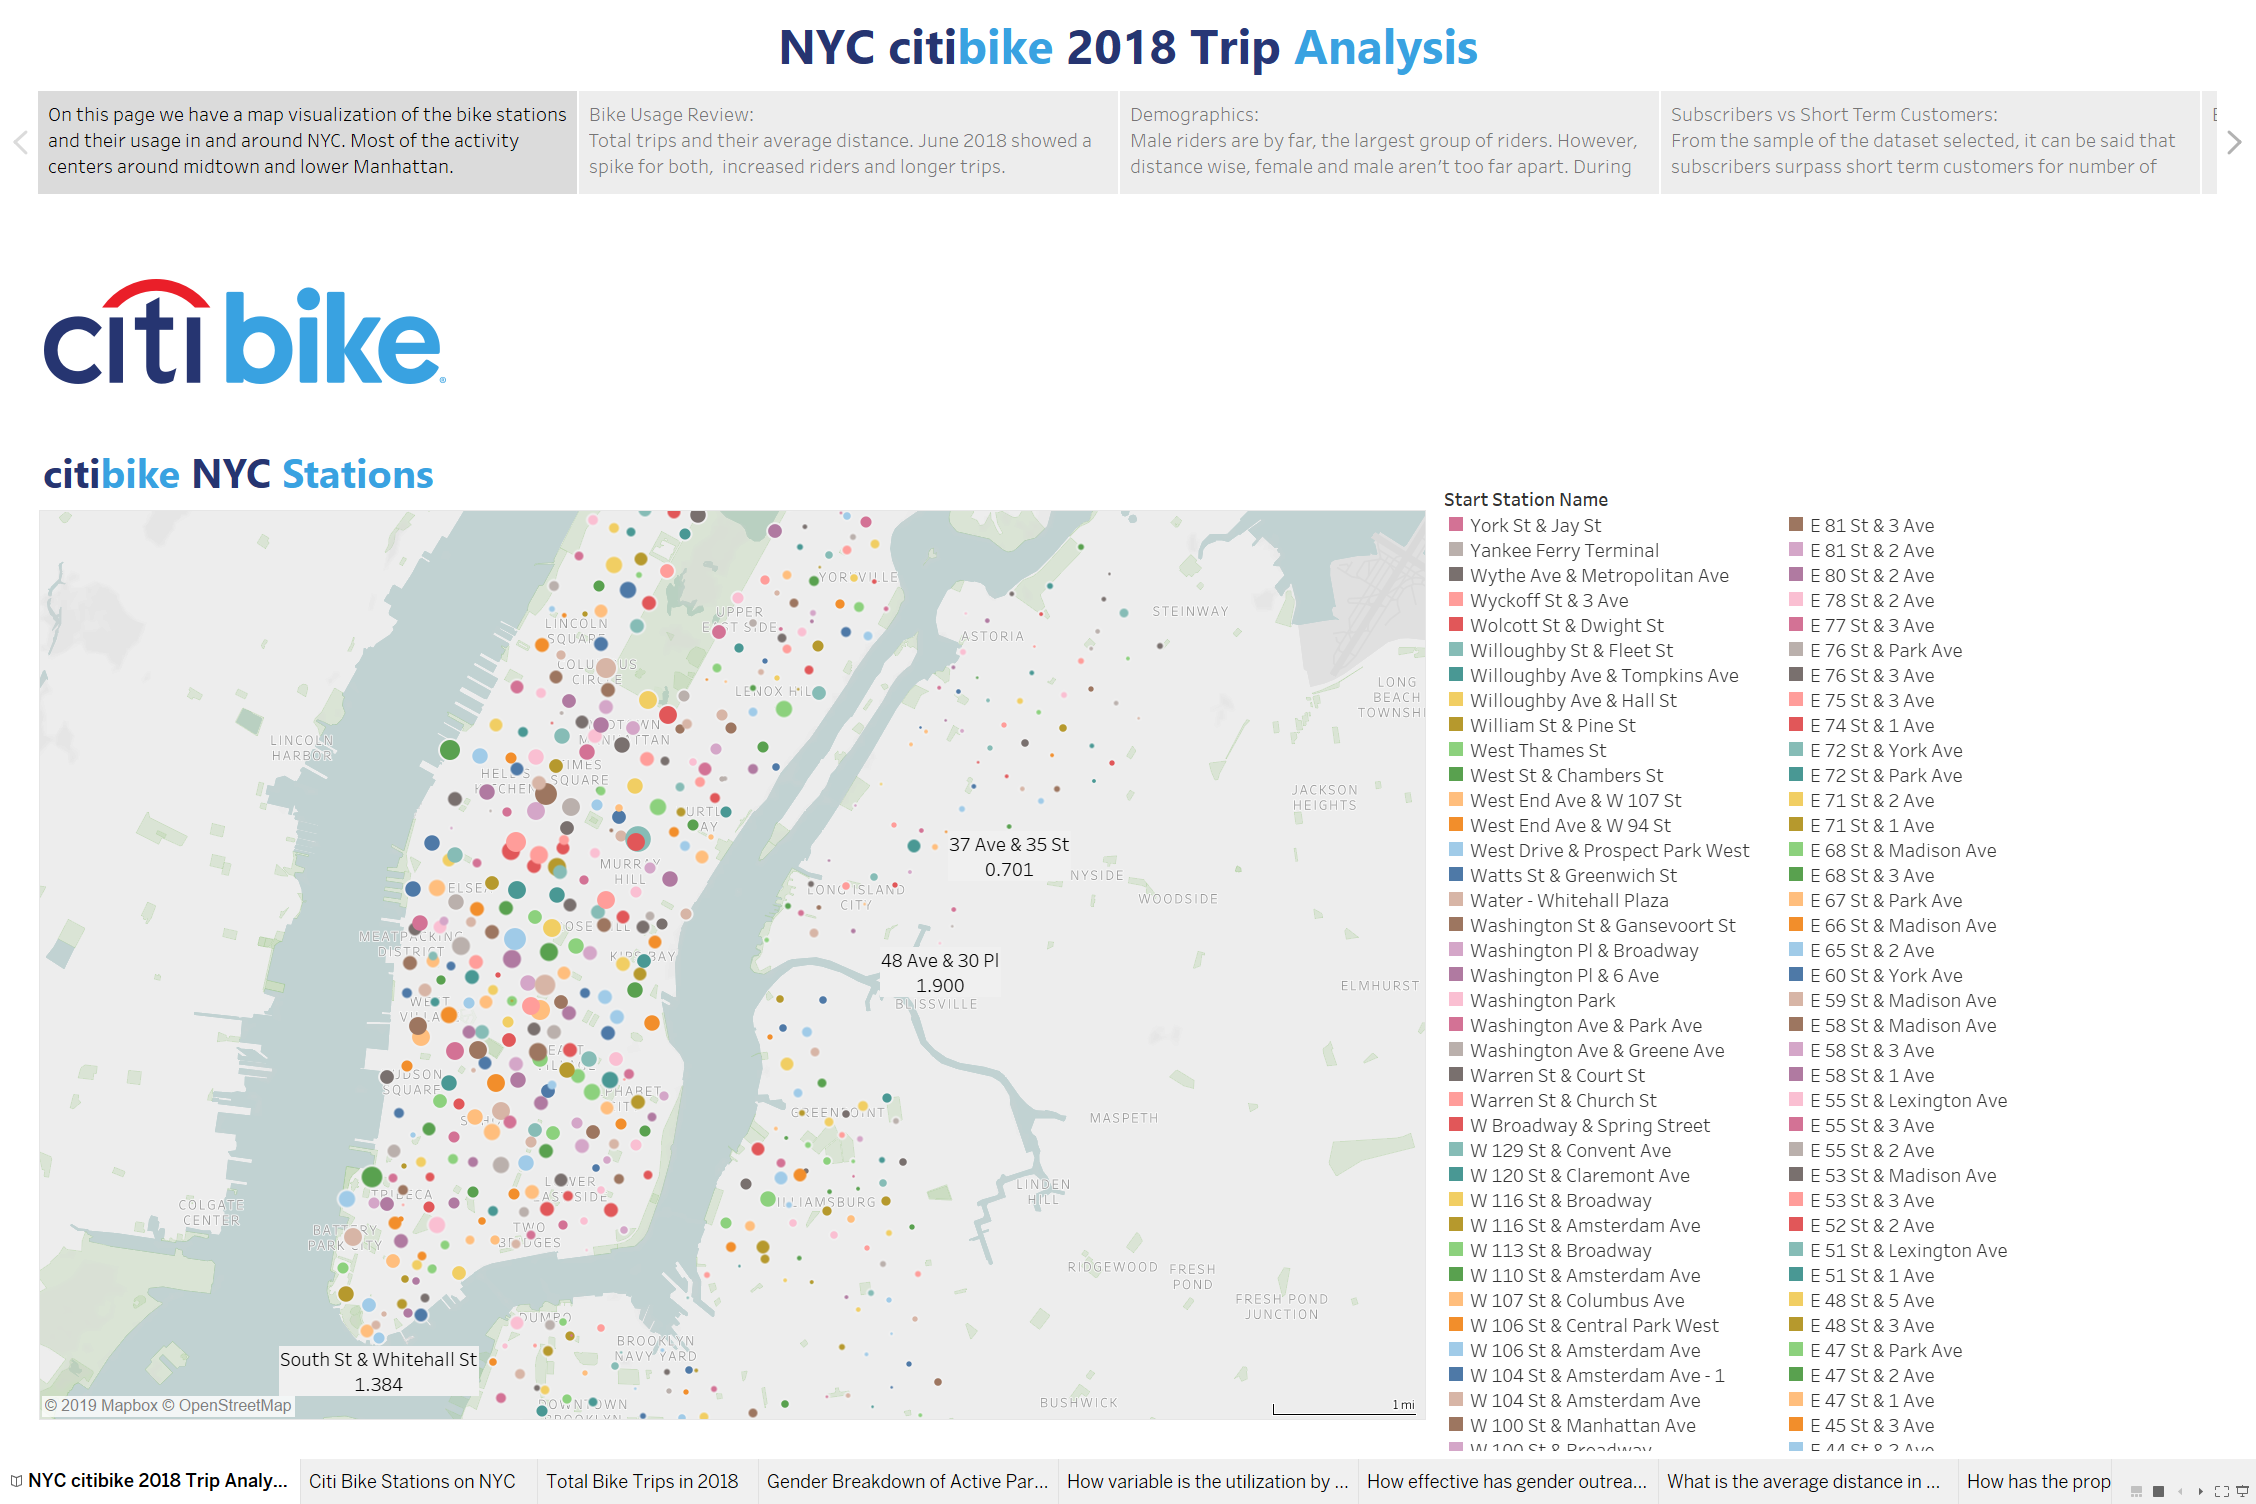 NYC citibike 2018 Trip Analysis
On this page we have a map visualization of the bike stations
and their usage in and around NYC. Most of the activity
centers around midtown and lower Manhattan.
Bike Usage Review:
Total trips and their average distance. June 2018 showed a
spike for both, increased riders and longer trips.
Demographics:
Male riders are by far, the largest group of riders. However,
distance wise, female and male aren't too far apart. During
Subscribers vs Short Term Customers:
From the sample of the dataset selected, it can be said that
subscribers surpass short term customers for number of
citi bike
citibike NYC Stations
YORKVILLE
UPPER
EAST SIDE
STEINWAY
ASTORIA
LINCOLN
SQUARE
COLUMBUS
CIRCLE
LENOX HILL
LONG
BEACH
TOWNSHI
MIDTOWN
MANHATTAN
LINCOLN
HARBOR
TIMES
SQUARE
HELL'S
KITCHEN
JACKSON
HEIGHTS
37 Ave & 35 St
0.701
MURRAY
HILL
NYSIDE
LONG ISLAND
CITY
WOODSIDE
MEATPACKING
DISTRICT
KIPS BAY
48 Ave & 30 Pl
1.900
BLISSVILLE
ELMHURST
WEST
VILLA
HUDSON
SQUARE
GREENPOINT
MASPETH
LINDEN
HILL
LOWER
EAST SIDE
TRIBECA
WILLIAMSBURG
COLGATE
CENTER
BATTERY
PARK CITY
TWO
BRIDGES
RIDGEWOOD
FRESH
POND
FRESH POND
JUNCTION
DUMBO
BROOKLYN
NAVY YARD
South St & Whitehall St
1.384
DOWNTOWN
BROOKLYN
BUSHWICK
© 2019 Mapbox © OpenStreetMap
1 mi
Start Station Name
York St & Jay St
Yankee Ferry Terminal
Wythe Ave & Metropolitan Ave
Wyckoff St & 3 Ave
Wolcott St & Dwight St
Willoughby St & Fleet St
Willoughby Ave & Tompkins Ave
Willoughby Ave & Hall St
William St & Pine St
West Thames St
West St & Chambers St
West End Ave & W 107 St
West End Ave & W 94 St
West Drive & Prospect Park West
Watts St & Greenwich St
Water - Whitehall Plaza
Washington St & Gansevoort St
Washington Pl & Broadway
Washington Pl & 6 Ave
Washington Park
Washington Ave & Park Ave
Washington Ave & Greene Ave
Warren St & Court St
Warren St & Church St
W Broadway & Spring Street
W 129 St & Convent Ave
W 120 St & Claremont Ave
W 116 St & Broadway
W 116 St & Amsterdam Ave
W 113 St & Broadway
W 110 St & Amsterdam Ave
W 107 St & Columbus Ave
W 106 St & Central Park West
W 106 St & Amsterdam Ave
W 104 St & Amsterdam Ave - 1
W 104 St & Amsterdam Ave
W 100 St & Manhattan Ave
W 100 St & Broadway
E 81 St & 3 Ave
E 81 St & 2 Ave
E 80 St & 2 Ave
E 78 St & 2 Ave
E 77 St & 3 Ave
E 76 St & Park Ave
E 76 St & 3 Ave
E 75 St & 3 Ave
E 74 St & 1 Ave
E 72 St & York Ave
E 72 St & Park Ave
E 71 St & 2 Ave
E 71 St & 1 Ave
E 68 St & Madison Ave
E 68 St & 3 Ave
E 67 St & Park Ave
E 66 St & Madison Ave
E 65 St & 2 Ave
E 60 St & York Ave
E 59 St & Madison Ave
E 58 St & Madison Ave
E 58 St & 3 Ave
E 58 St & 1 Ave
E 55 St & Lexington Ave
E 55 St & 3 Ave
E 55 St & 2 Ave
E 53 St & Madison Ave
E 53 St & 3 Ave
E 52 St & 2 Ave
E 51 St & Lexington Ave
E 51 St & 1 Ave
E 48 St & 5 Ave
E 48 St & 3 Ave
E 47 St & Park Ave
E 47 St & 2 Ave
E 47 St & 1 Ave
E 45 St & 3 Ave
E 44 St & 2 Ave
NYC citibike 2018 Trip Analy...
Citi Bike Stations on NYC
Total Bike Trips in 2018
Gender Breakdown of Active Par...
How variable is the utilization by ...
How effective has gender outrea...
What is the average distance in ...
How has the prop